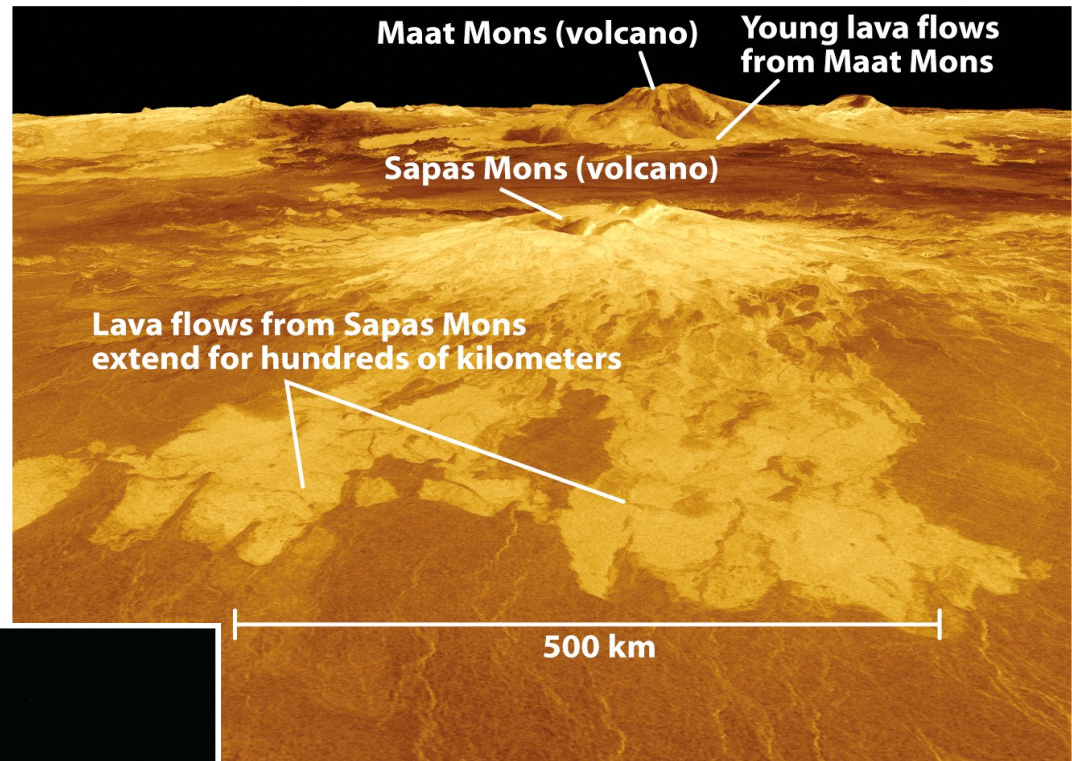 Maat Mons (volcano)
Young lava flows
from Maat Mons
Sapas Mons (volcano)
Lava flows from Sapas Mons
extend for hundreds of kilometers
500 km